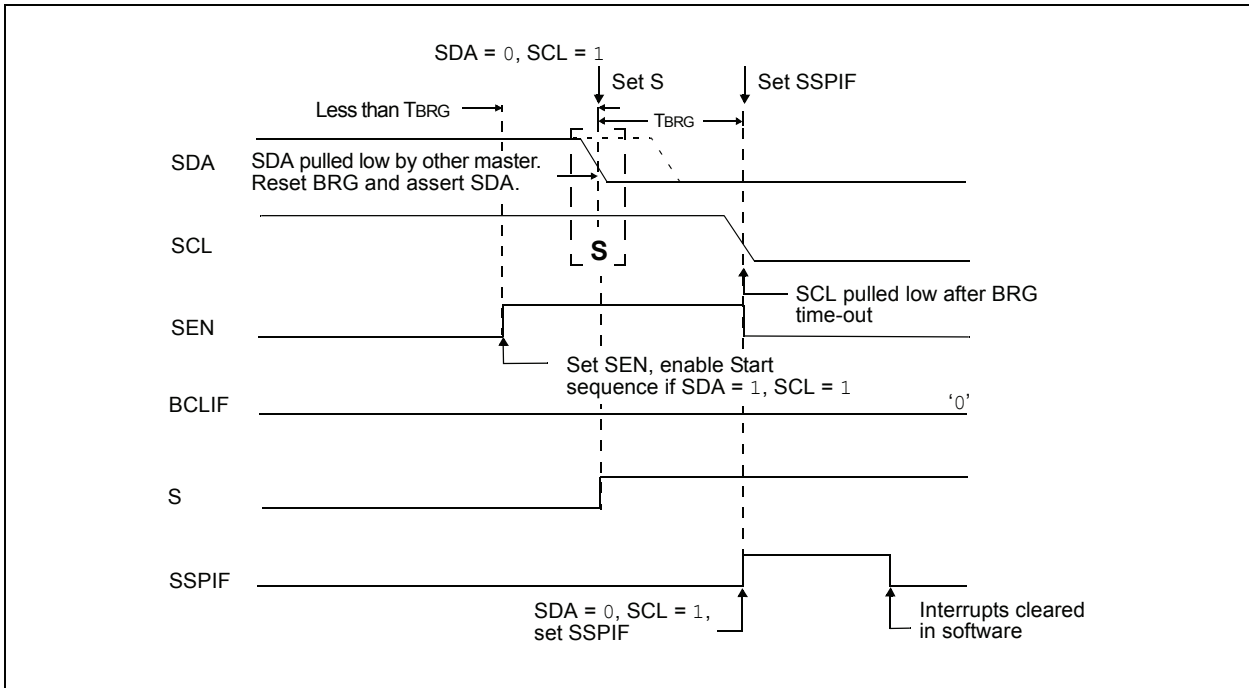 SDA = 0, SCL = 1
Set S
Set SSPIF
Less than TBRG
TBRG
SDA
SDA pulled low by other master.
Reset BRG and assert SDA.
SCL
S
SCL pulled low after BRG
time-out
SEN
Set SEN, enable Start
sequence if SDA = 1, SCL = 1
BCLIF
‘0’
S
SSPIF
SDA = 0, SCL = 1,
set SSPIF
Interrupts cleared
in software